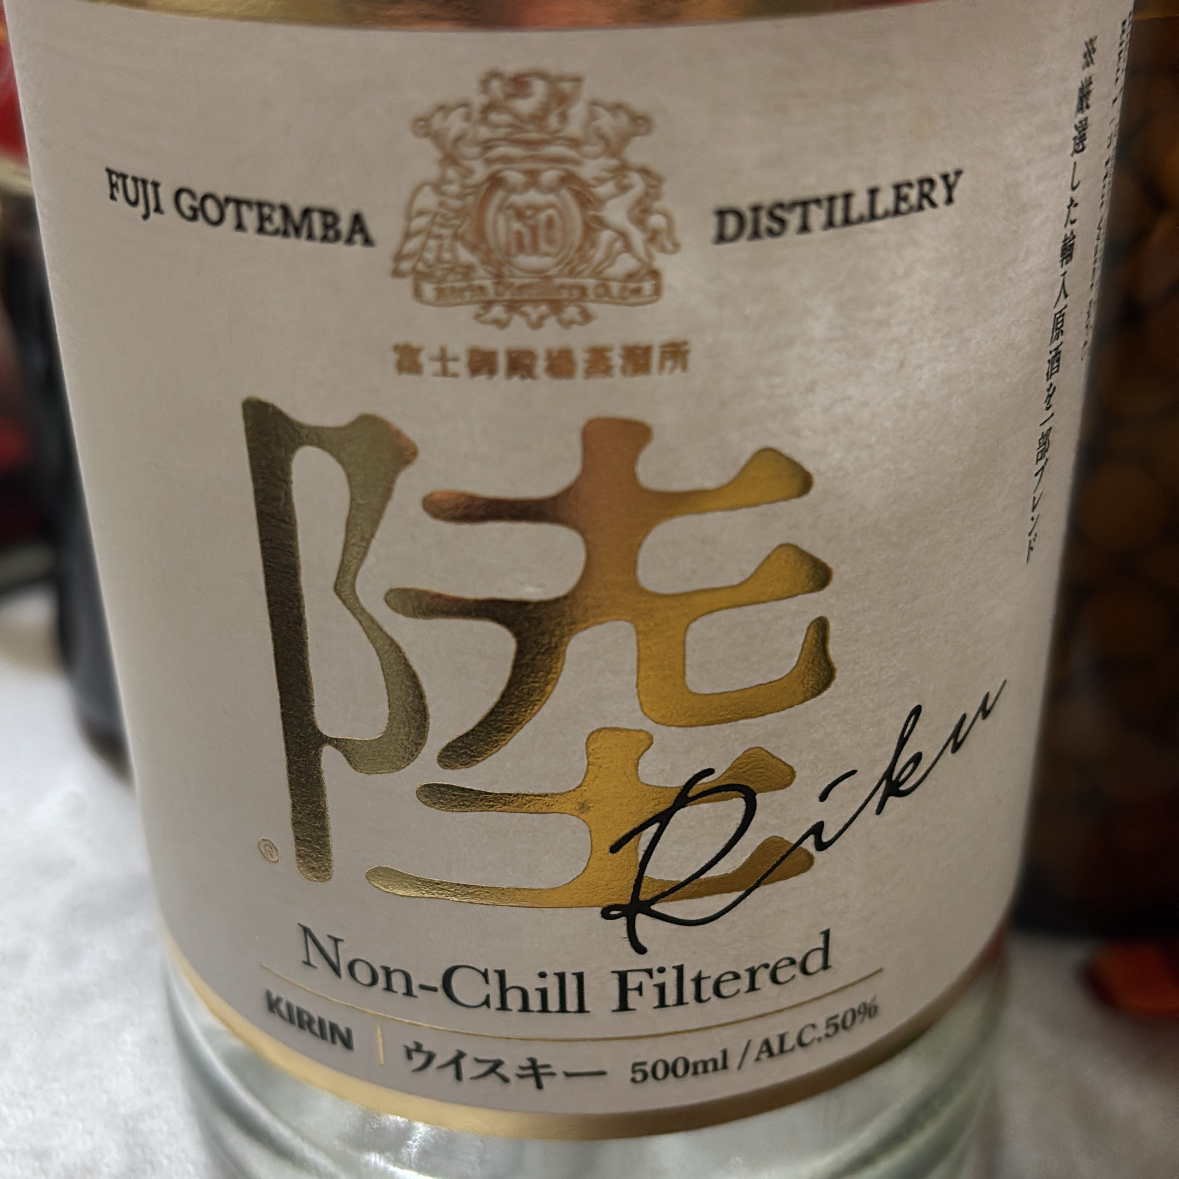 FUJI GOTEMBA DISTILLERY
富士御殿場蒸溜所
陸
Riku
®
Non-Chill Filtered
KIRIN ウイスキー 500ml / ALC.50%
※厳選した輸入原酒を一部ブレンド